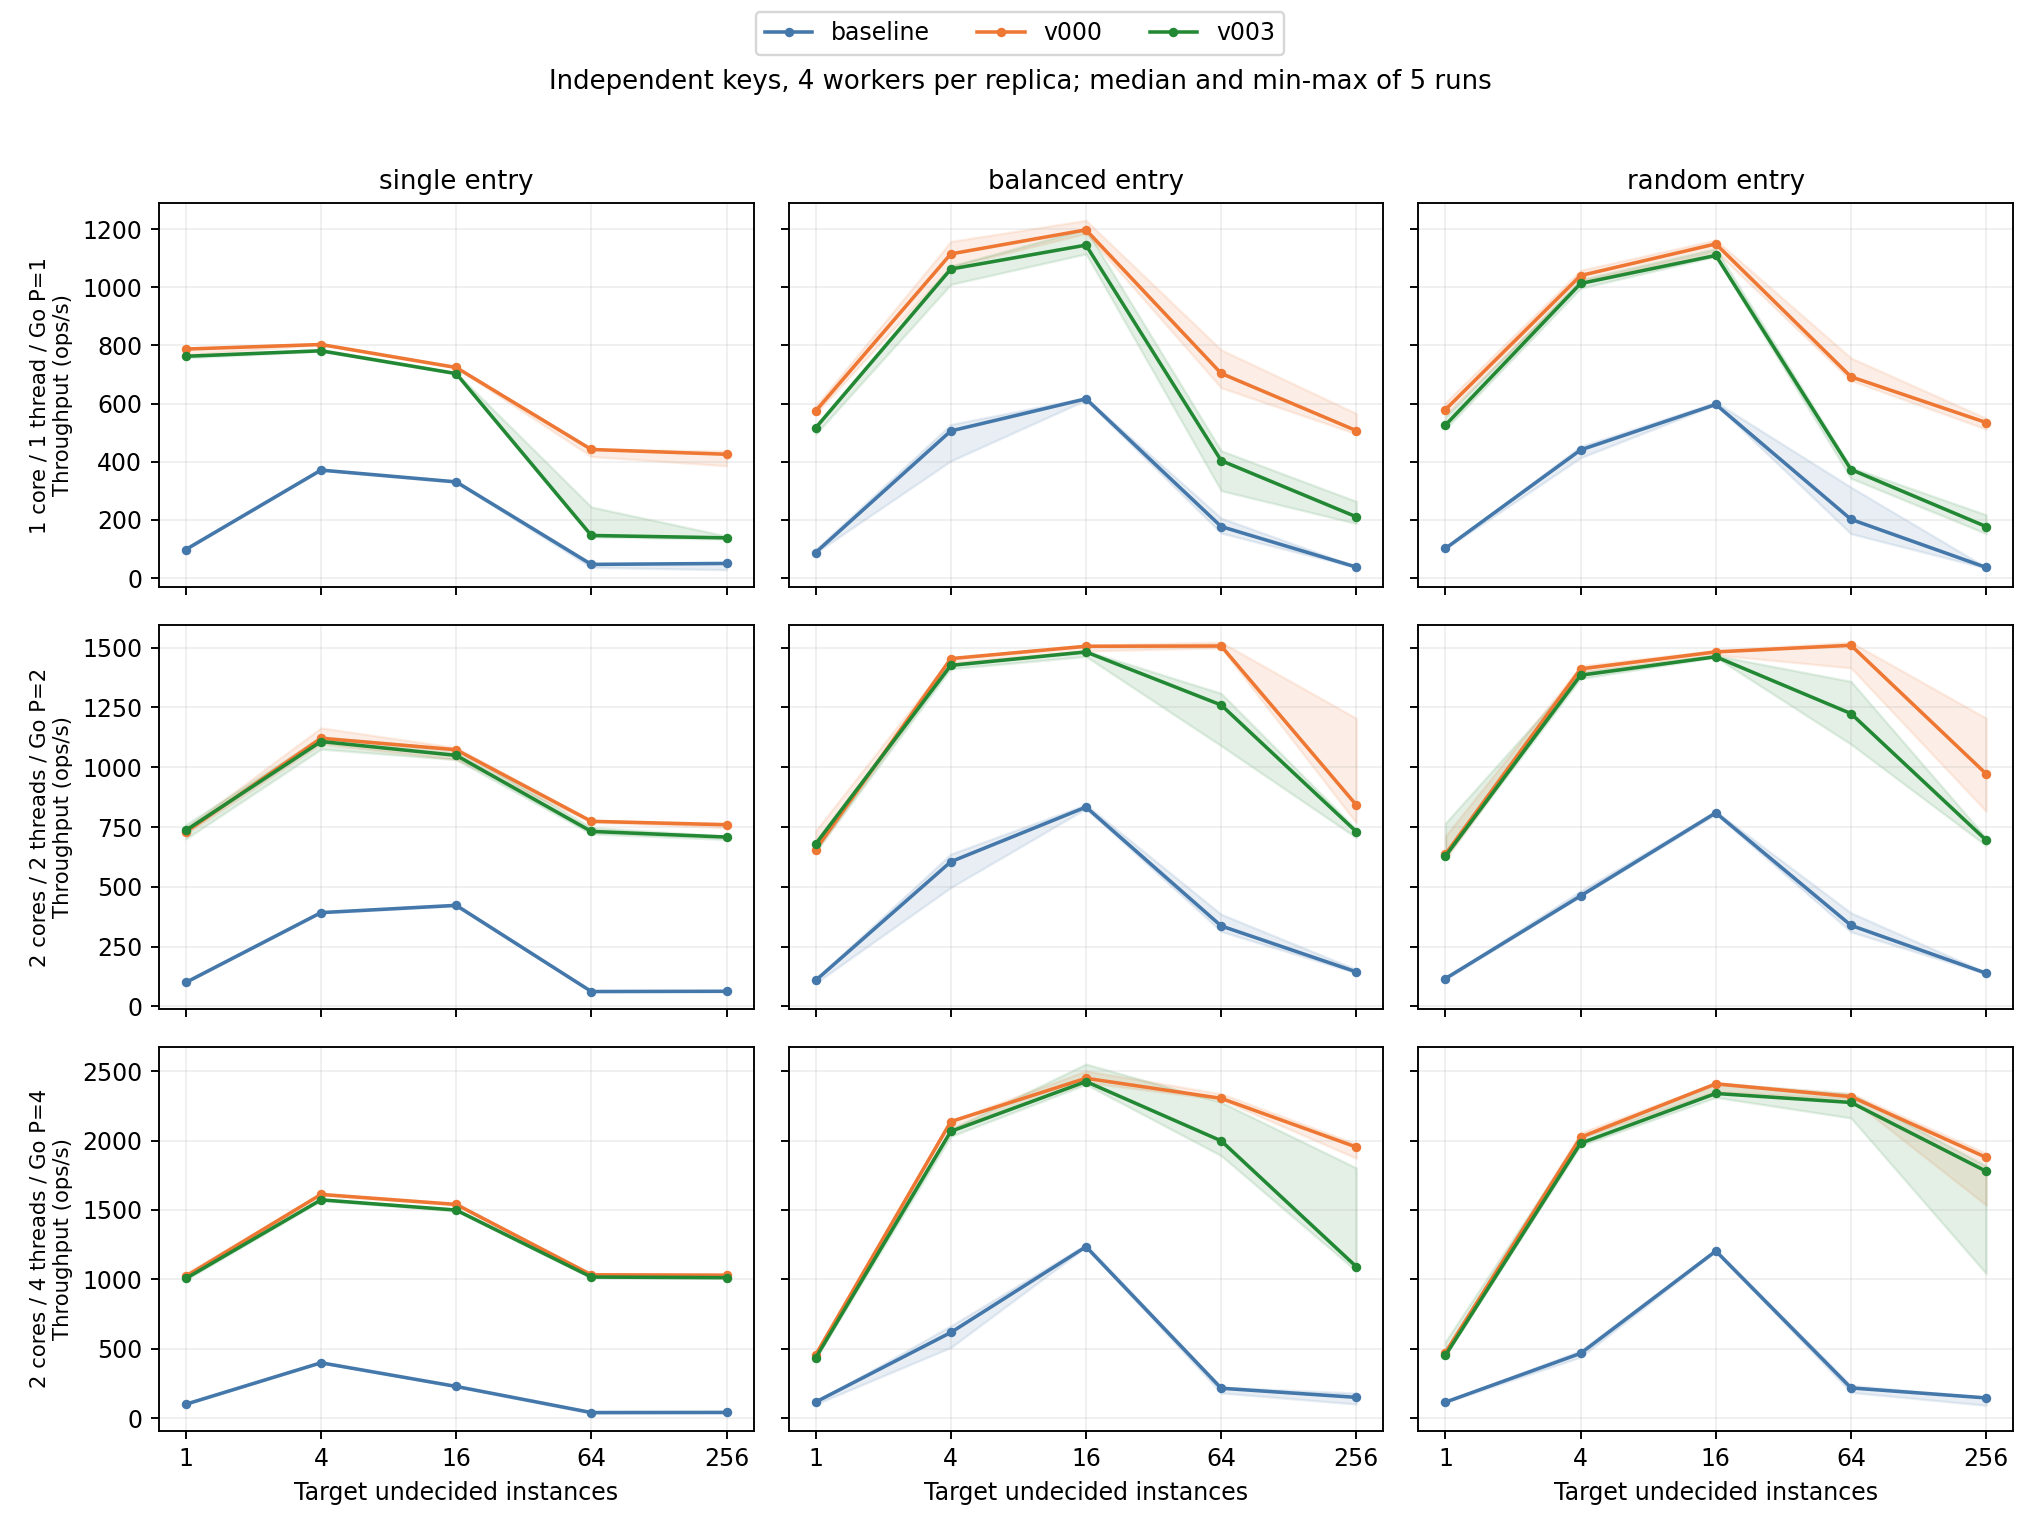 baseline v000 v003
Independent keys, 4 workers per replica; median and min-max of 5 runs
single entry
balanced entry
random entry
1 core / 1 thread / Go P=1
Throughput (ops/s)
1200
1000
800
600
400
200
0
2 cores / 2 threads / Go P=2
Throughput (ops/s)
1500
1250
1000
750
500
250
0
2 cores / 4 threads / Go P=4
Throughput (ops/s)
2500
2000
1500
1000
500
0
1 4 16 64 256
Target undecided instances
1 4 16 64 256
Target undecided instances
1 4 16 64 256
Target undecided instances